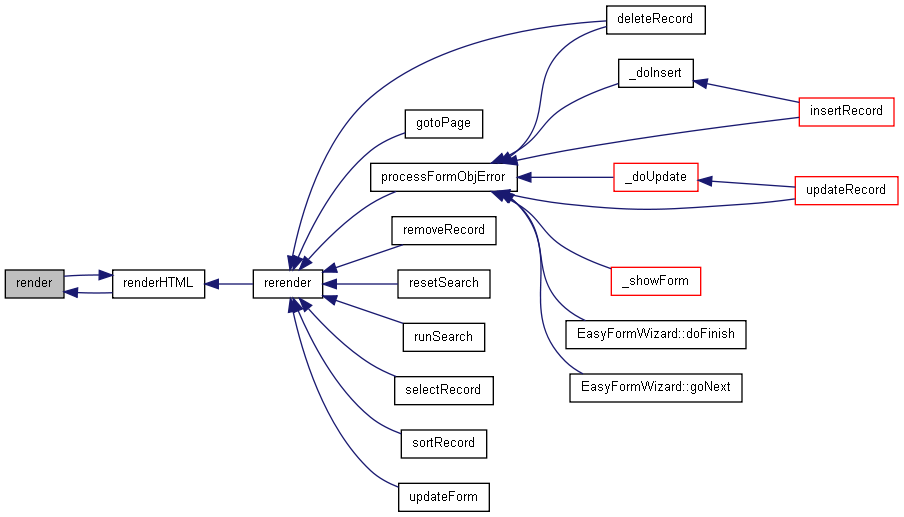 deleteRecord
_doInsert
insertRecord
gotoPage
processFormObjError
_doUpdate
updateRecord
removeRecord
render
renderHTML
rerender
resetSearch
_showForm
runSearch
EasyFormWizard::doFinish
selectRecord
EasyFormWizard::goNext
sortRecord
updateForm